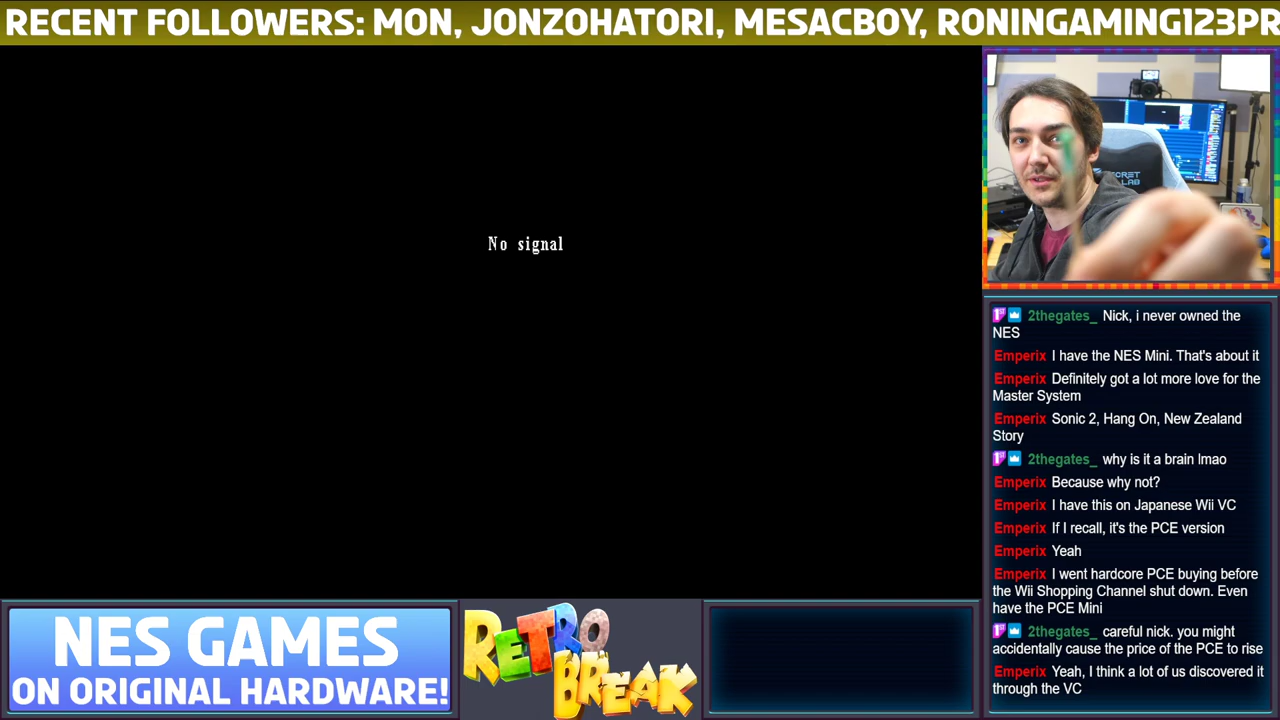 RECENT FOLLOWERS: MON, JONZOHATORI, MESACBOY, RONINGAMING123PR
No signal
2thegates_ Nick, i never owned the
NES
Emperix I have the NES Mini. That's about it
Emperix Definitely got a lot more love for the
Master System
Emperix Sonic 2, Hang On, New Zealand
Story
2thegates_ why is it a brain lmao
Emperix Because why not?
Emperix I have this on Japanese Wii VC
Emperix If I recall, it's the PCE version
Emperix Yeah
Emperix I went hardcore PCE buying before
the Wii Shopping Channel shut down. Even
have the PCE Mini
2thegates_ careful nick. you might
accidentally cause the price of the PCE to rise
Emperix Yeah, I think a lot of us discovered it
through the VC
NES GAMES
ON ORIGINAL HARDWARE!
RETRO
BREAK